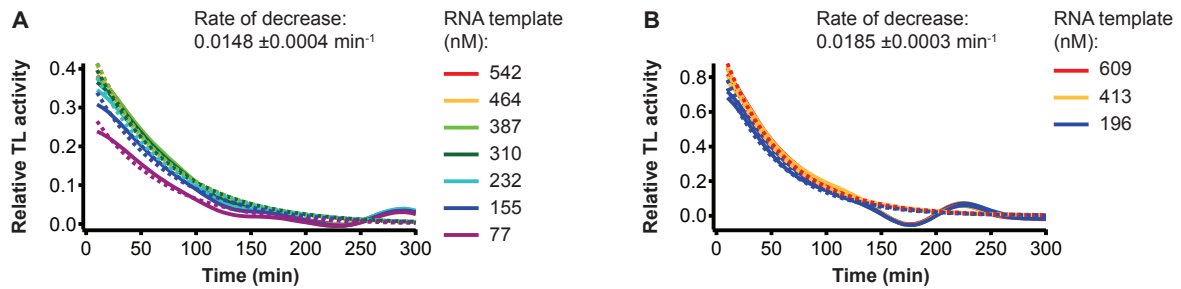 A
Rate of decrease:
0.0148 ±0.0004 min⁻¹
RNA template
(nM):
Relative TL activity
0.4
0.3
0.2
0.1
0.0
0 50 100 150 200 250 300
Time (min)
542
464
387
310
232
155
77
B
Rate of decrease:
0.0185 ±0.0003 min⁻¹
RNA template
(nM):
Relative TL activity
0.8
0.6
0.4
0.2
0.0
0 50 100 150 200 250 300
Time (min)
609
413
196